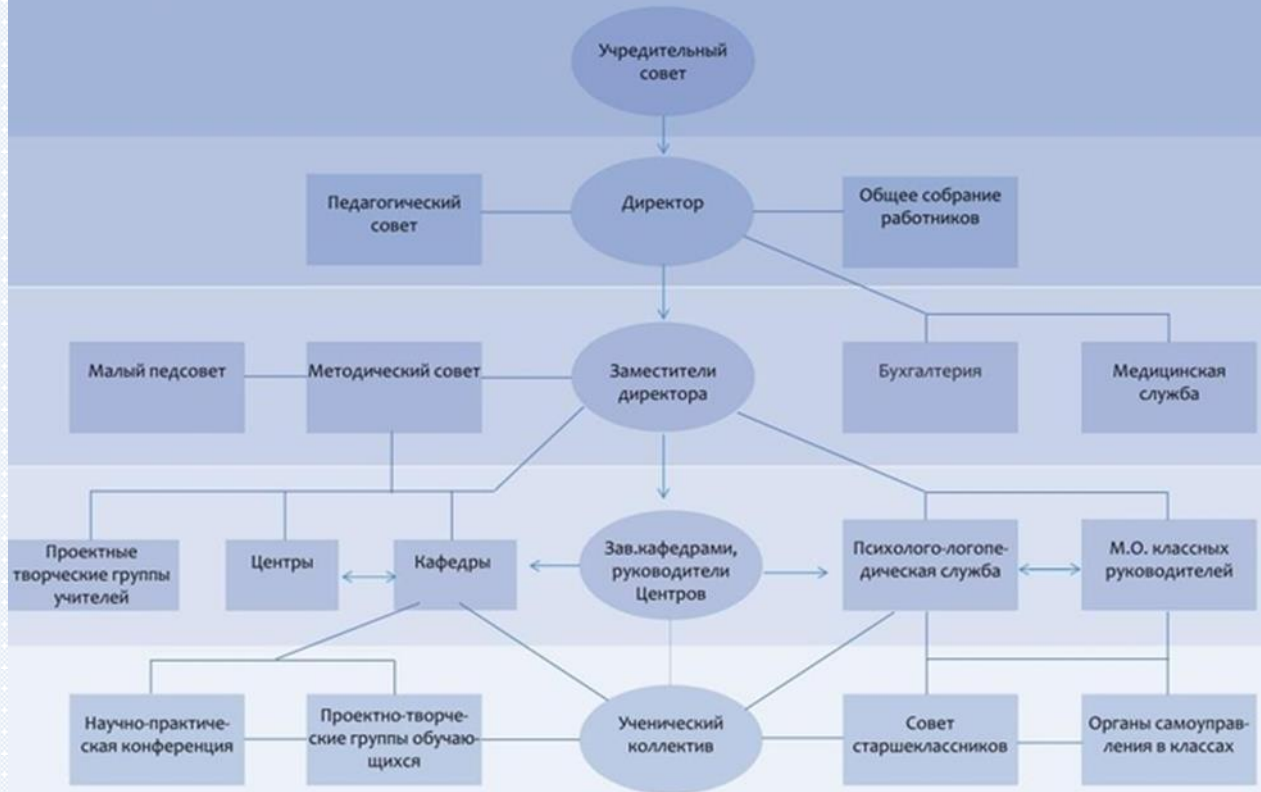 Учредительный
совет
Педагогический
совет
Директор
Общее собрание
работников
Малый педсовет
Методический совет
Заместители
директора
Бухгалтерия
Медицинская
служба
Проектные
творческие группы
учителей
Центры
Кафедры
Зав.кафедрами,
руководители
Центров
Психолого-логопе-
дическая служба
М.О. классных
руководителей
Научно-практиче-
ская конференция
Проектно-творче-
ские группы обучаю-
щихся
Ученический
коллектив
Совет
старшеклассников
Органы самоуправ-
ления в классах